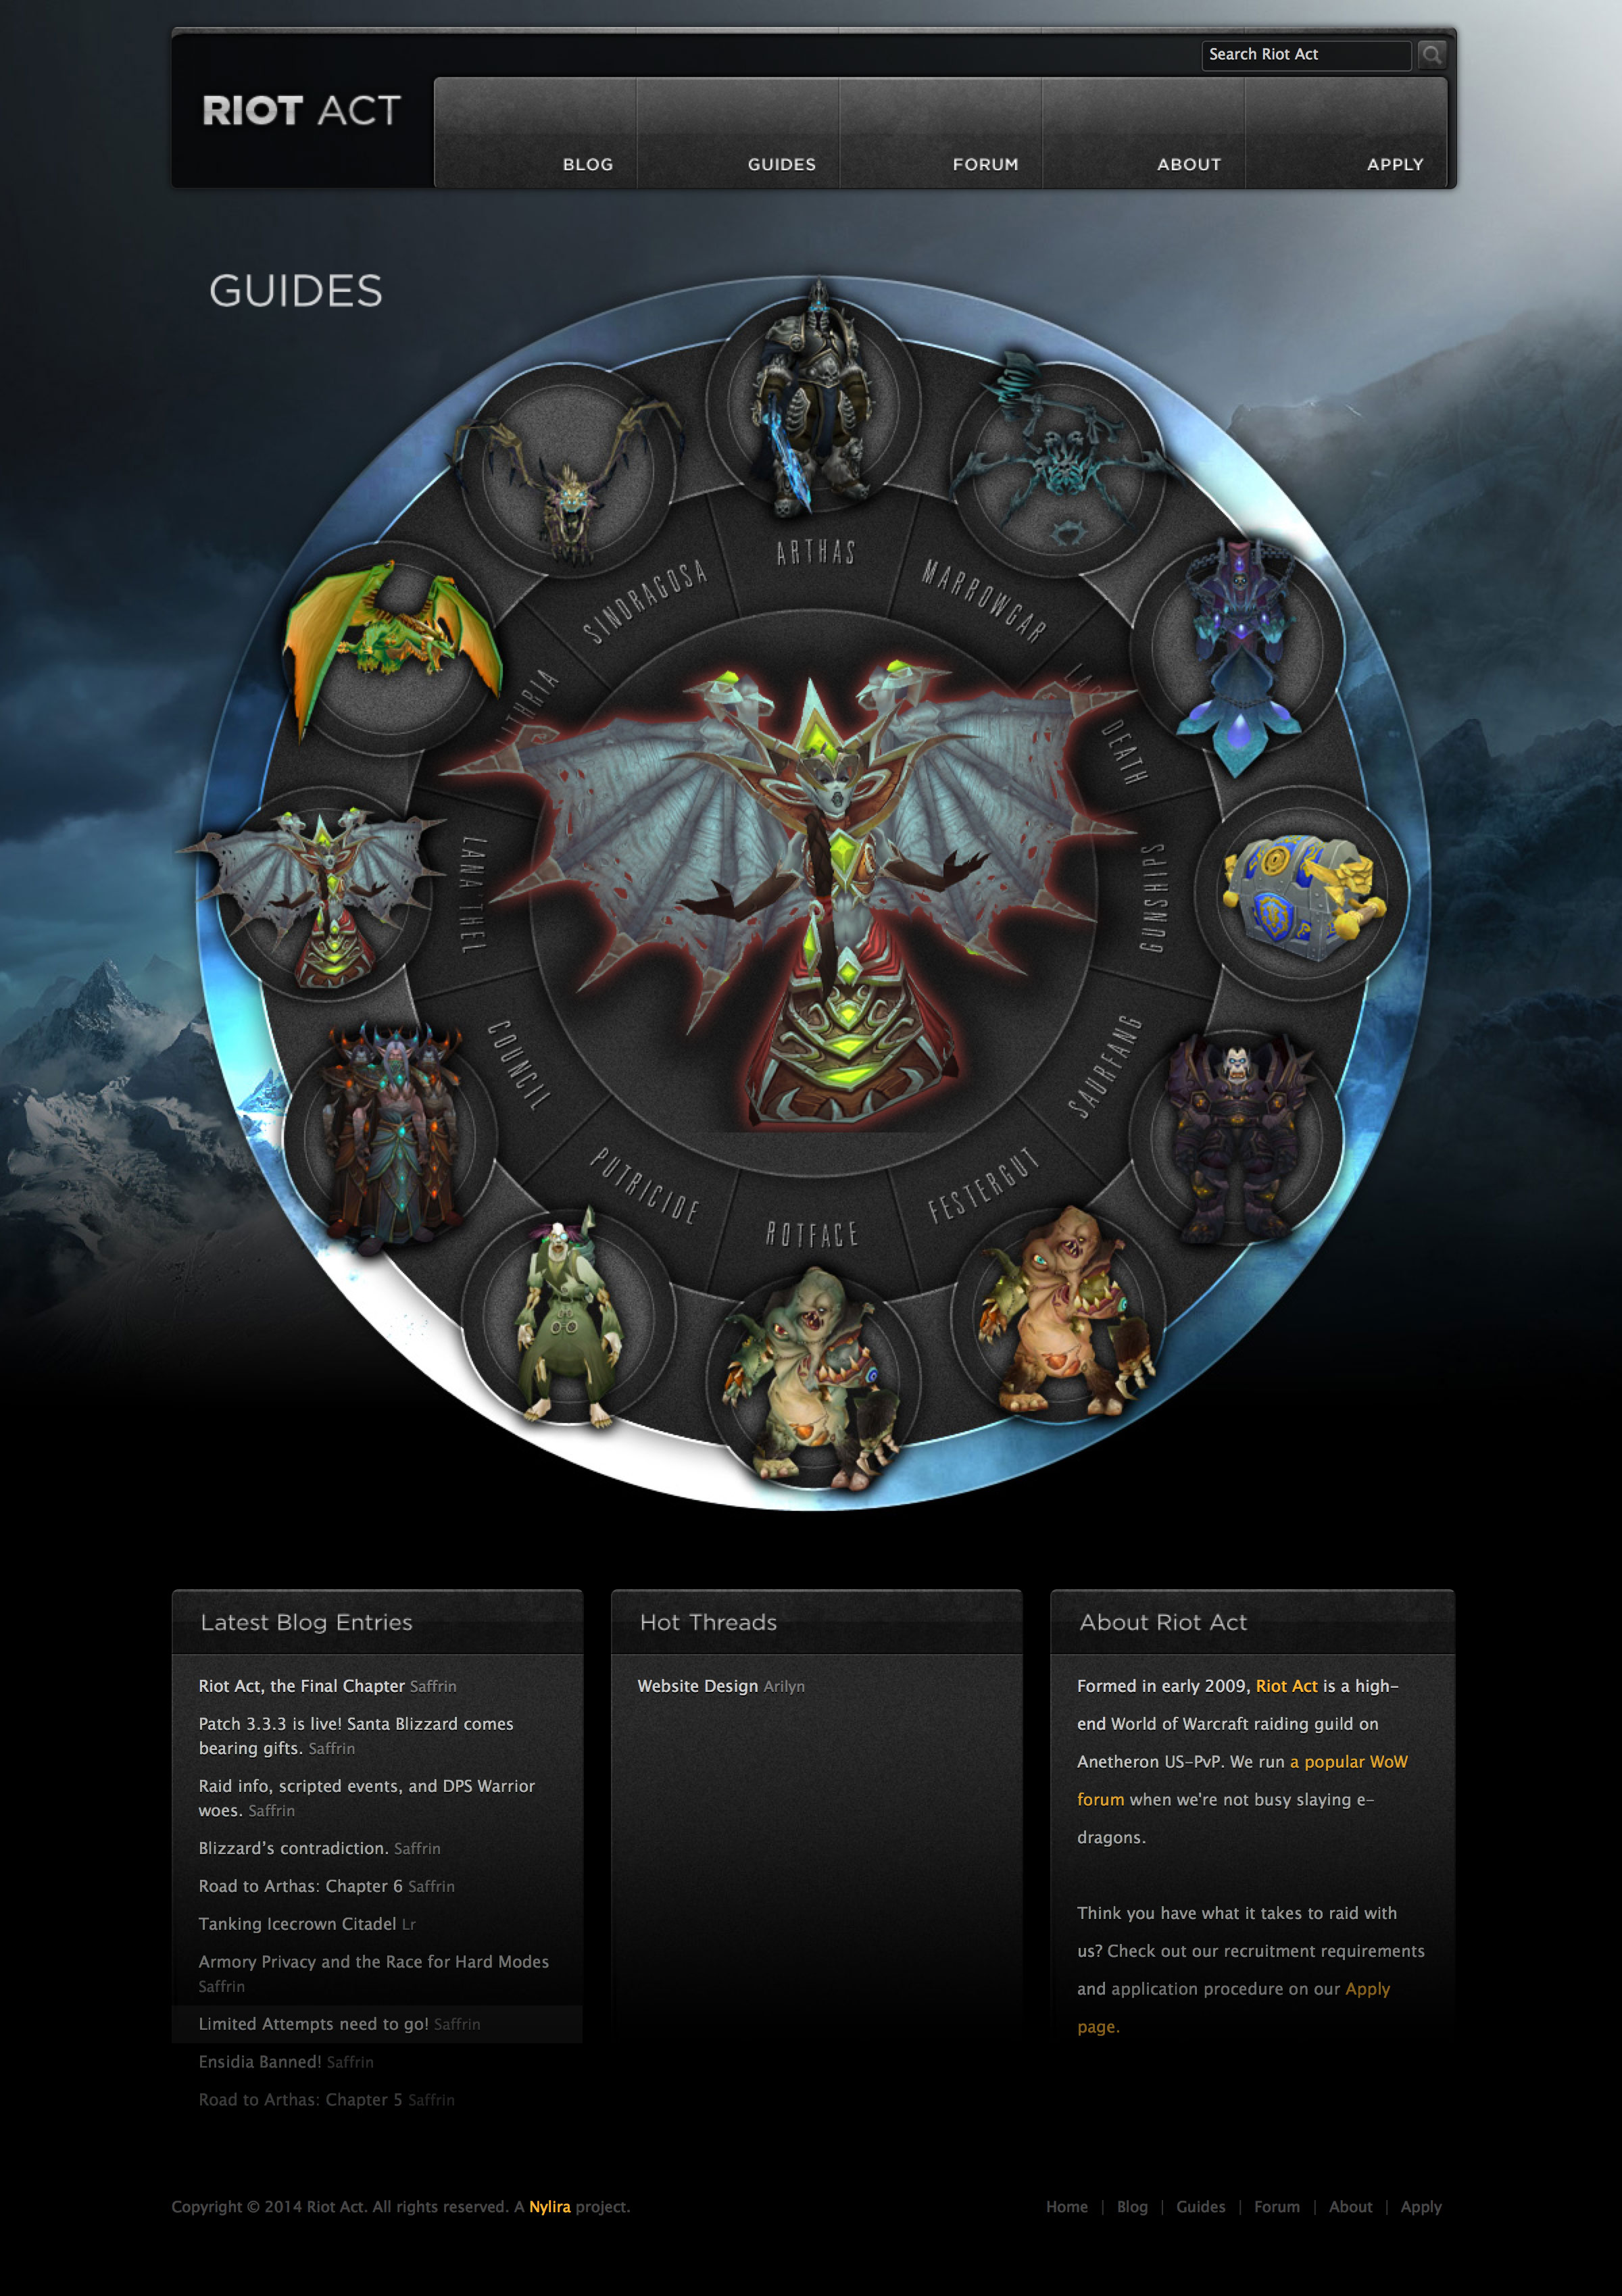 Search Riot Act
RIOT ACT
BLOG
GUIDES
FORUM
ABOUT
APPLY
GUIDES
ARTHAS
MARROWGAR
DEATH
GUNSHIPS
SAURFANG
FESTERGUT
ROTFACE
PUTRICIDE
COUNCIL
LANA'THEL
SINDRAGOSA
Latest Blog Entries
Riot Act, the Final Chapter Saffrin
Patch 3.3.3 is live! Santa Blizzard comes
bearing gifts. Saffrin
Raid info, scripted events, and DPS Warrior
woes. Saffrin
Blizzard's contradiction. Saffrin
Road to Arthas: Chapter 6 Saffrin
Tanking Icecrown Citadel Lr
Armory Privacy and the Race for Hard Modes
Saffrin
Limited Attempts need to go! Saffrin
Ensidia Banned! Saffrin
Road to Arthas: Chapter 5 Saffrin
Hot Threads
Website Design Arilyn
About Riot Act
Formed in early 2009, Riot Act is a high-
end World of Warcraft raiding guild on
Anetheron US-PvP. We run a popular WoW
forum when we're not busy slaying e-
dragons.
Think you have what it takes to raid with
us? Check out our recruitment requirements
and application procedure on our Apply
page.
Copyright © 2014 Riot Act. All rights reserved. A Nylira project.
Home | Blog | Guides | Forum | About | Apply